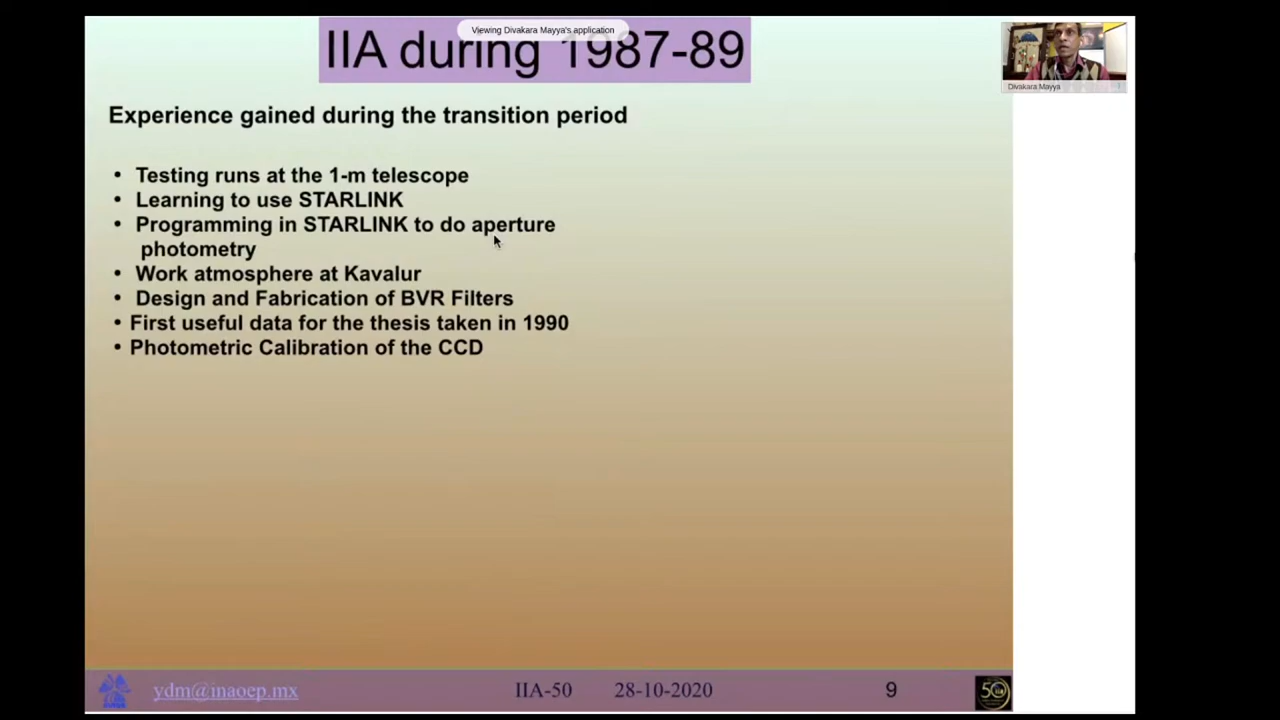 Viewing Divakara Mayya's application
IIA during 1987-89
Divakara Mayya
Experience gained during the transition period
• Testing runs at the 1-m telescope
• Learning to use STARLINK
• Programming in STARLINK to do aperture
photometry
• Work atmosphere at Kavalur
• Design and Fabrication of BVR Filters
• First useful data for the thesis taken in 1990
• Photometric Calibration of the CCD
ydm@inaoep.mx
IIA-50 28-10-2020
9
50